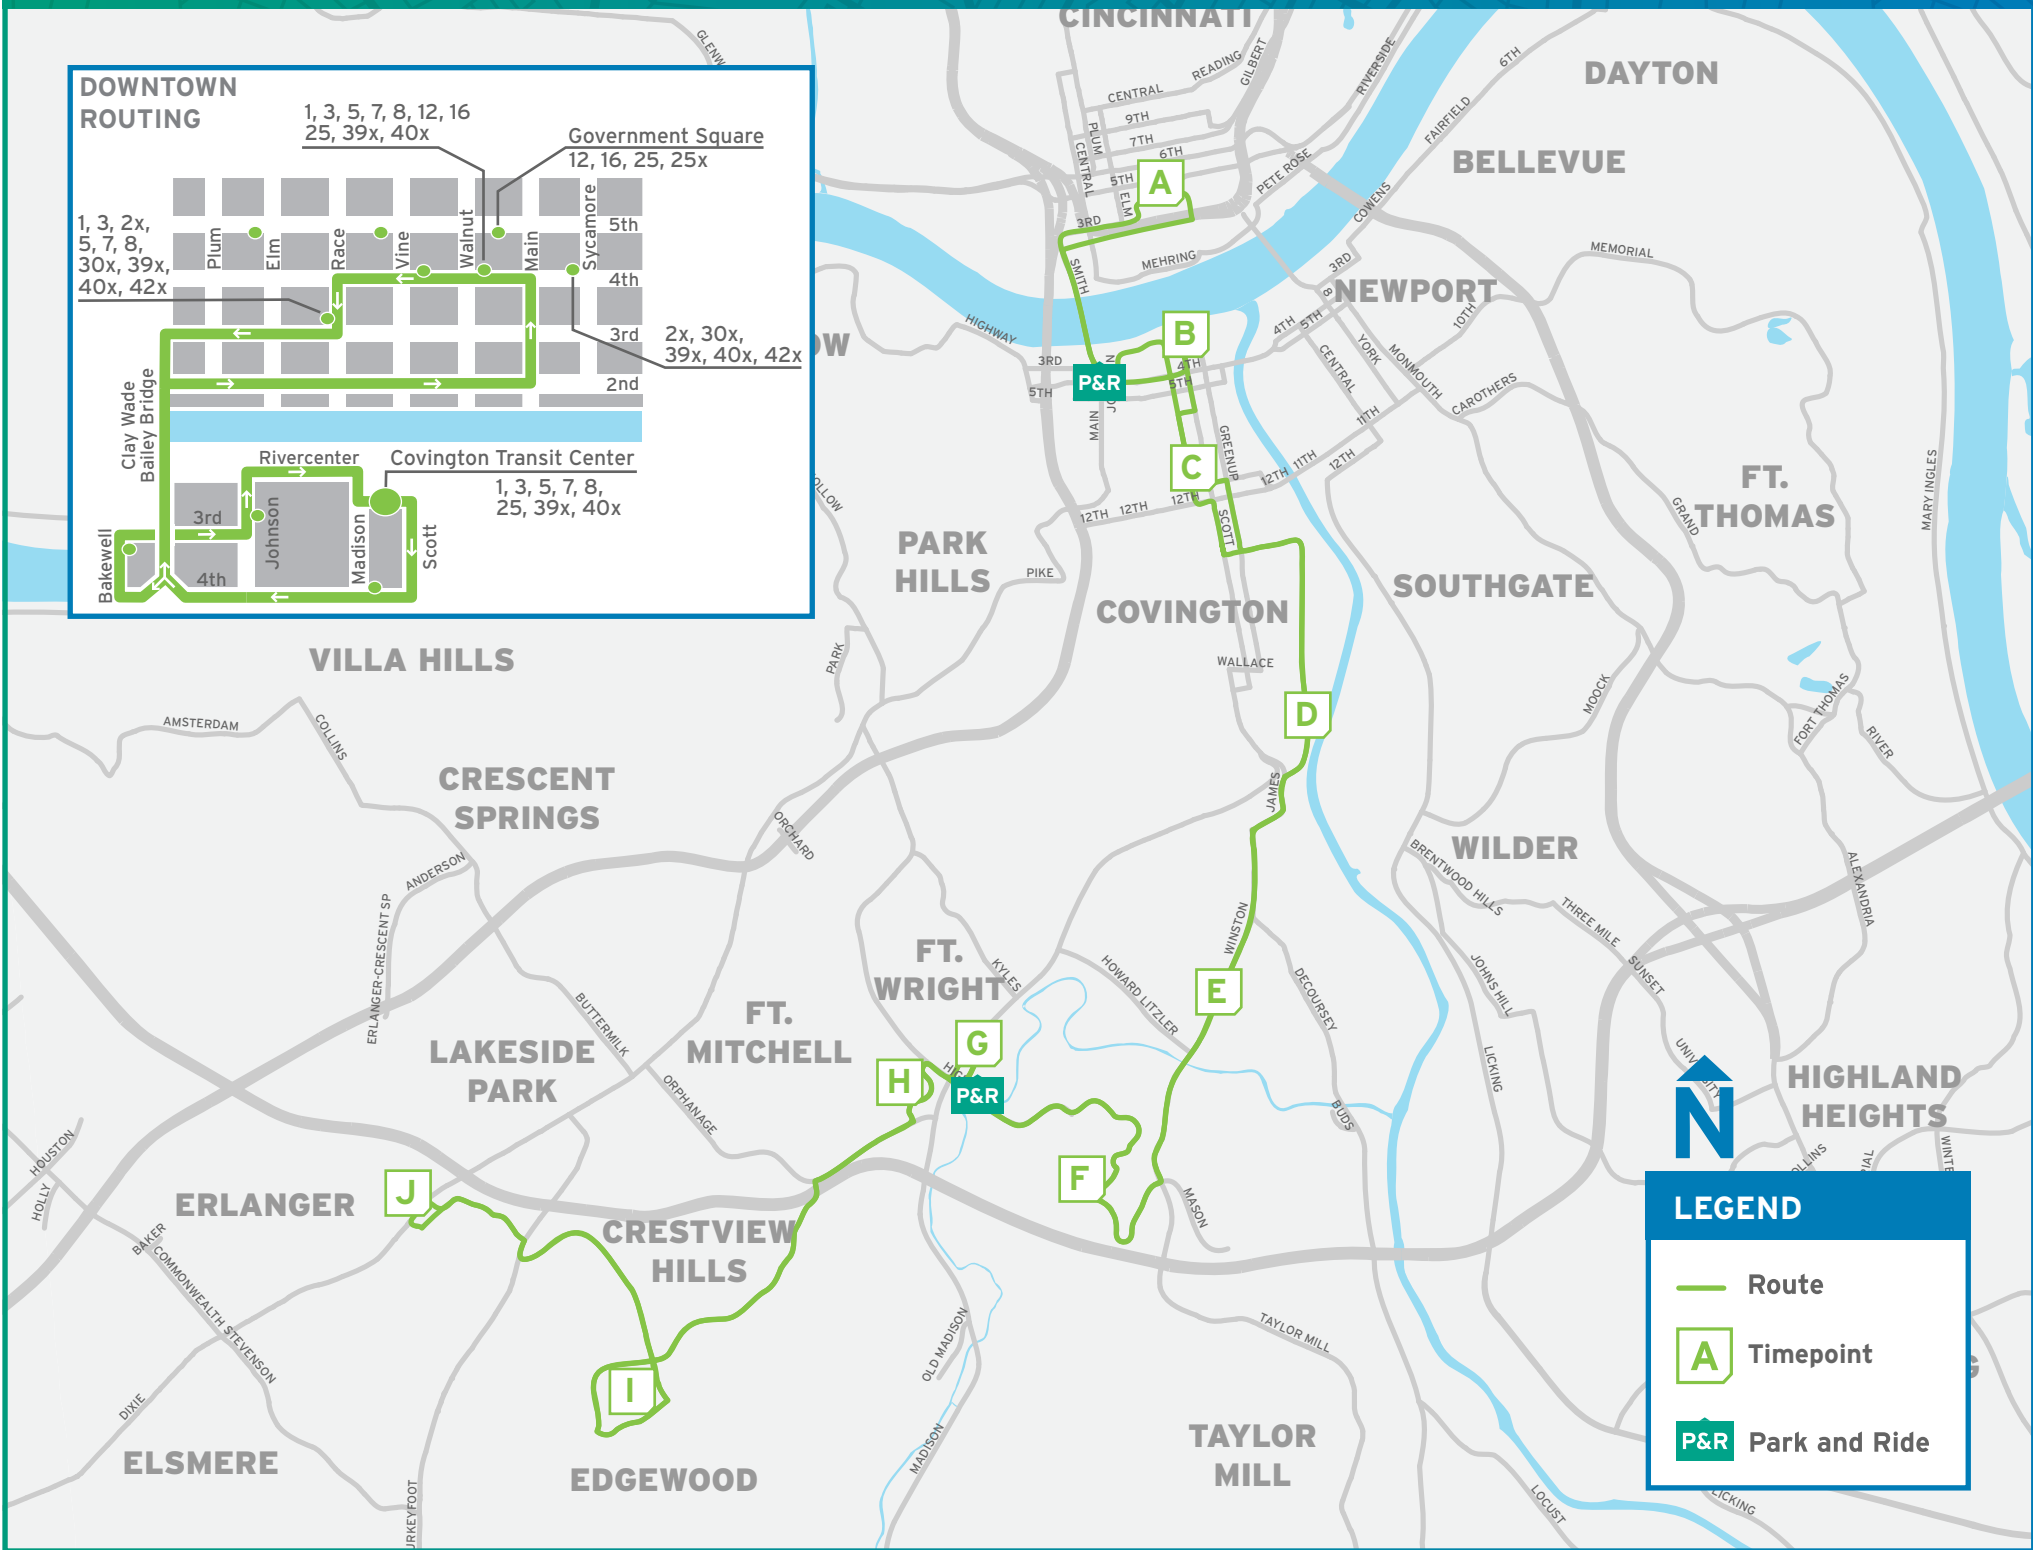 CINCINNATI
GLENW
READING
GILBERT
RIVERSIDE
6TH
DAYTON
CENTRAL
9TH
PLUM
7TH
CENTRAL
6TH
5TH
ELM
3RD
A
PETE ROSE
FAIRFIELD
BELLEVUE
COWENS
MEHRING
SMITH
3RD
8
NEWPORT
MEMORIAL
10TH
DOWNTOWN
ROUTING
1, 3, 5, 7, 8, 12, 16
25, 39x, 40x
Government Square
12, 16, 25, 25x
1, 3, 2x,
5, 7, 8,
30x, 39x,
40x, 42x
Plum
Elm
Race
Vine
Walnut
Main
Sycamore
5th
4th
3rd
2nd
2x, 30x,
39x, 40x, 42x
Clay Wade
Bailey Bridge
Rivercenter
Covington Transit Center
1, 3, 5, 7, 8,
25, 39x, 40x
3rd
Johnson
Madison
Scott
Bakewell
4th
OW
HIGHWAY
3RD
5TH
P&R
MAIN
B
4TH
5TH
4TH
5TH
YORK
CENTRAL
MONMOUTH
CAROTHERS
11TH
GREENUP
C
12TH
12TH
12TH
12TH
11TH
12TH
SCOTT
OLLOW
PARK
HILLS
PIKE
COVINGTON
SOUTHGATE
FT.
THOMAS
GRAND
MARY INGLES
VILLA HILLS
PARK
WALLACE
D
MOOCK
FORT THOMAS
RIVER
AMSTERDAM
COLLINS
CRESCENT
SPRINGS
JAMES
ORCHARD
WILDER
BRENTWOOD HILLS
THREE MILE
SUNSET
ALEXANDRIA
ANDERSON
ERLANGER-CRESCENT SP
BUTTERMILK
WINSTON
FT.
WRIGHT
KYLES
HOWARD LITZLER
E
DECOURSEY
JOHNS HILL
LICKING
FT.
MITCHELL
LAKESIDE
PARK
ORPHANAGE
G
H
P&R
F
BUDS
MASON
N
HIGHLAND
HEIGHTS
OLLINS
RIAL
WINTE
HOUSTON
HOLLY
ERLANGER
J
BAKER
COMMONWEALTH STEVENSON
CRESTVIEW
HILLS
I
DIXIE
ELSMERE
EDGEWOOD
OLD MADISON
MADISON
TAYLOR MILL
TAYLOR
MILL
LOCUST
LICKING
URKEYFOOT
LEGEND
Route
A Timepoint
P&R Park and Ride